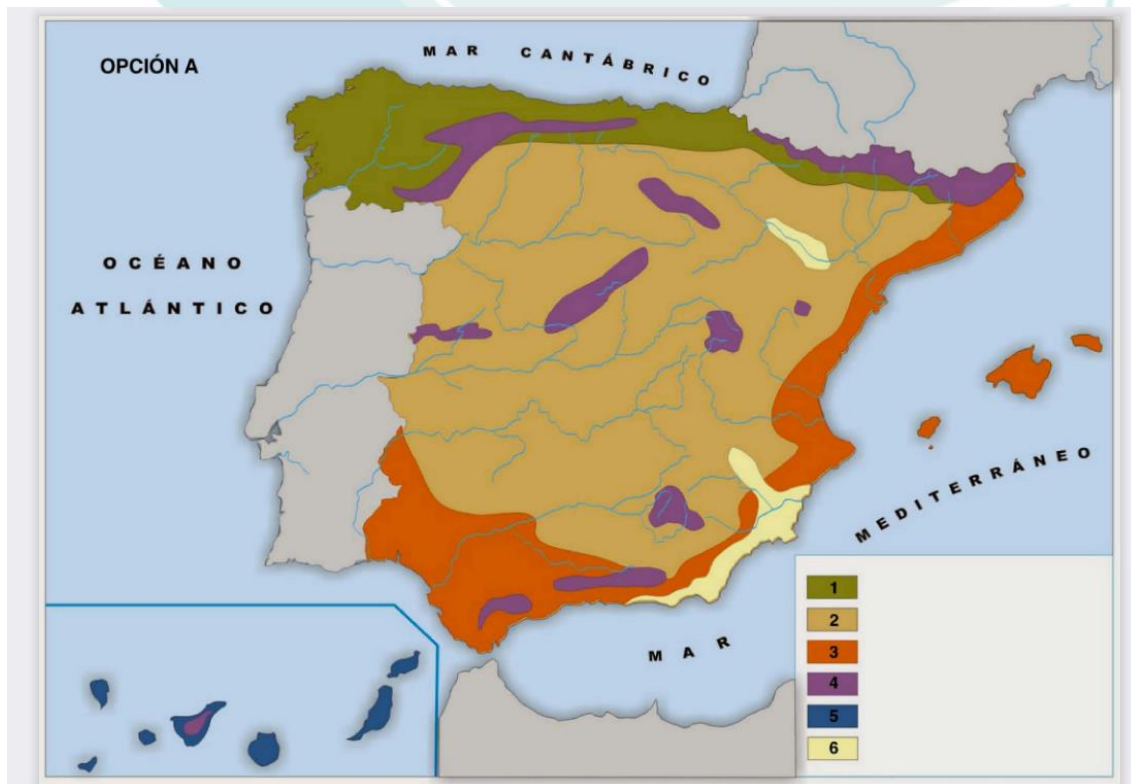 MAR CANTÁBRICO
OPCIÓN A
OCÉANO
ATLÁNTICO
MEDITERRÁNEO
MAR
1
2
3
4
5
6